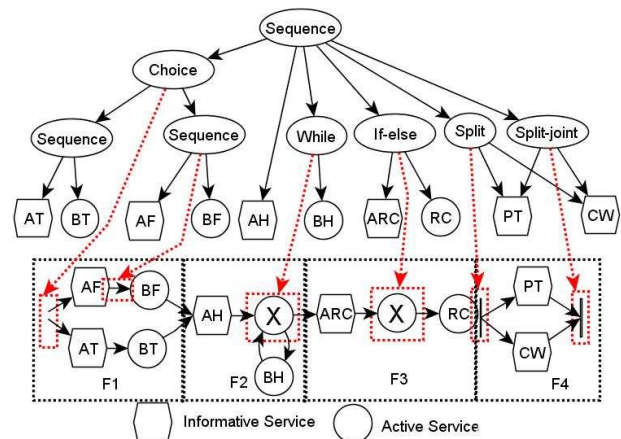 Sequence
Choice
Sequence
Sequence
While
If-else
Split
Split-joint
AT
BT
AF
BF
AH
BH
ARC
RC
PT
CW
AF
BF
AT
BT
F1
AH
X
BH
F2
ARC
X
RC
F3
PT
CW
F4
Informative Service
Active Service